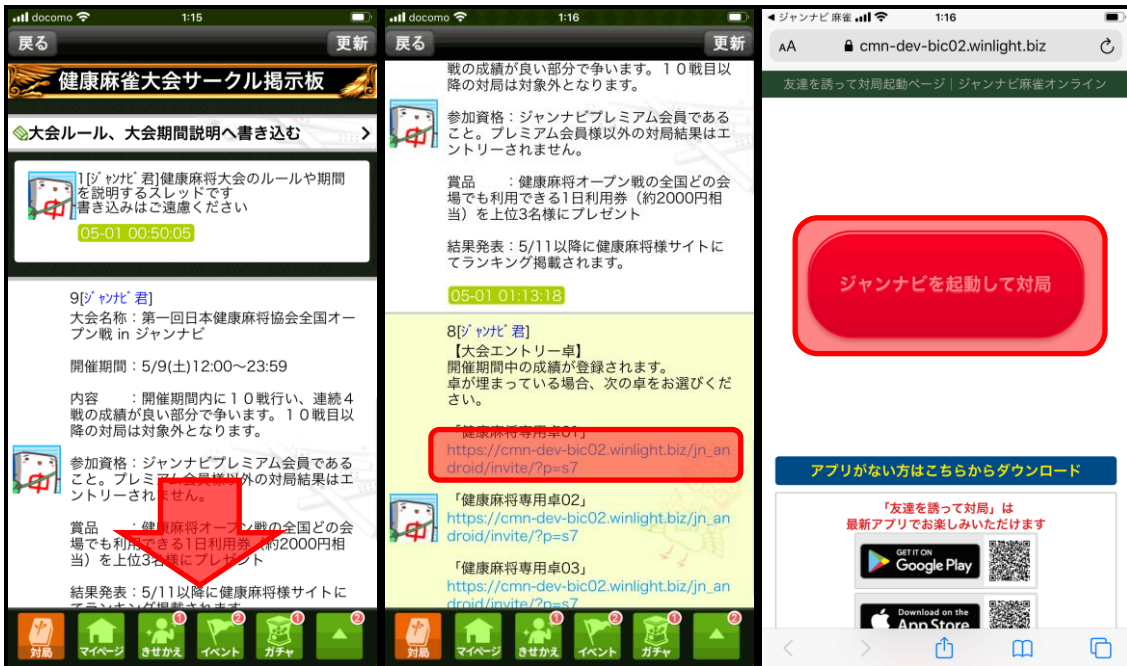 docomo 1:15
戻る 更新
健康麻雀大会サークル掲示板
大会ルール、大会期間説明へ書き込む
1[ｼﾞｬﾝﾅﾋﾞ君]健康麻将大会のルールや期間
を説明するスレッドです
書き込みはご遠慮ください
05-01 00:50:05
9[ｼﾞｬﾝﾅﾋﾞ君]
大会名称：第一回日本健康麻将協会全国オー
プン戦 in ジャンナビ
開催期間：5/9(土)12:00〜23:59
内容　　：開催期間内に１０戦行い、連続４
戦の成績が良い部分で争います。１０戦目以
降の対局は対象外となります。
参加資格：ジャンナビプレミアム会員である
こと。プレミアム会員様以外の対局結果はエ
ントリーされません。
賞品　　：健康麻将オープン戦の全国どの会
場でも利用できる1日利用券（約2000円相
当）を上位3名様にプレゼント
結果発表：5/11以降に健康麻将様サイトに
てランキング掲載されます。
対局 マイページ きせかえ 1 イベント 2 ガチャ 1 2
docomo 1:16
戻る 更新
戦の成績が良い部分で争います。１０戦目以
降の対局は対象外となります。
参加資格：ジャンナビプレミアム会員である
こと。プレミアム会員様以外の対局結果はエ
ントリーされません。
賞品　　：健康麻将オープン戦の全国どの会
場でも利用できる1日利用券（約2000円相
当）を上位3名様にプレゼント
結果発表：5/11以降に健康麻将様サイトに
てランキング掲載されます。
05-01 01:13:18
8[ｼﾞｬﾝﾅﾋﾞ君]
【大会エントリー卓】
開催期間中の成績が登録されます。
卓が埋まっている場合、次の卓をお選びくだ
さい。
「健康麻将専用卓01」
https://cmn-dev-bic02.winlight.biz/jn_an
droid/invite/?p=s7
「健康麻将専用卓02」
https://cmn-dev-bic02.winlight.biz/jn_an
droid/invite/?p=s7
「健康麻将専用卓03」
https://cmn-dev-bic02.winlight.biz/jn_an
droid/invite/?p=s7
対局 マイページ きせかえ 1 イベント 2 ガチャ 1 2
ジャンナビ麻雀 1:16
AA cmn-dev-bic02.winlight.biz
友達を誘って対局起動ページ｜ジャンナビ麻雀オンライン
ジャンナビを起動して対局
アプリがない方はこちらからダウンロード
「友達を誘って対局」は
最新アプリでお楽しみいただけます
GET IT ON
Google Play
Download on the
App Store